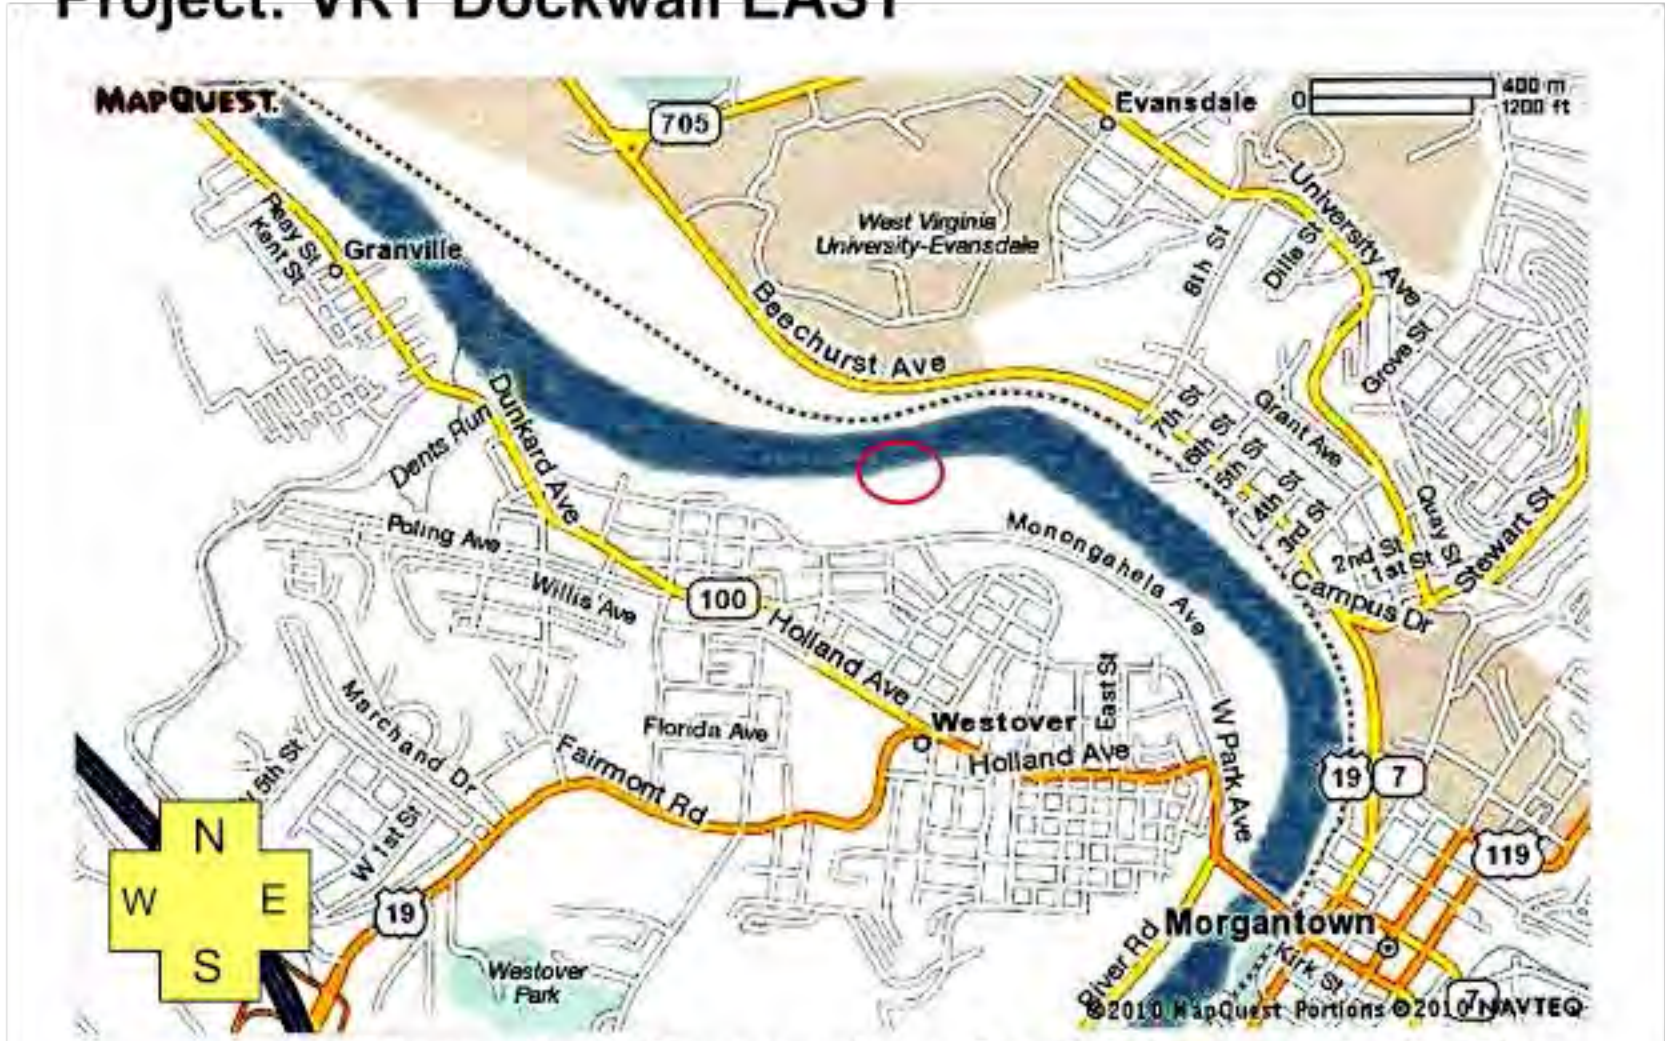 Project: VRT Dockwall EAST
MAPQUEST.
705
Evansdale
0
400 m
1200 ft
West Virginia
University-Evansdale
University Ave
8th St
Dille St
Grove St
Peay St
Kent St
Granville
Beechurst Ave
Grant Ave
7th St
6th St
5th St
4th St
3rd St
2nd St
1st St
Quay St
Stewart St
Campus Dr
Dents Run
Dunkard Ave
Poling Ave
Willis Ave
100
Monongahela Ave
Holland Ave
East St
Westover
Holland Ave
W Park Ave
Florida Ave
Marchand Dr
5th St
W 1st St
Fairmont Rd
19
7
119
N
W
E
S
19
Westover
Park
River Rd
Morgantown
Kirk St
7
©2010 MapQuest Portions ©2010 NAVTEQ